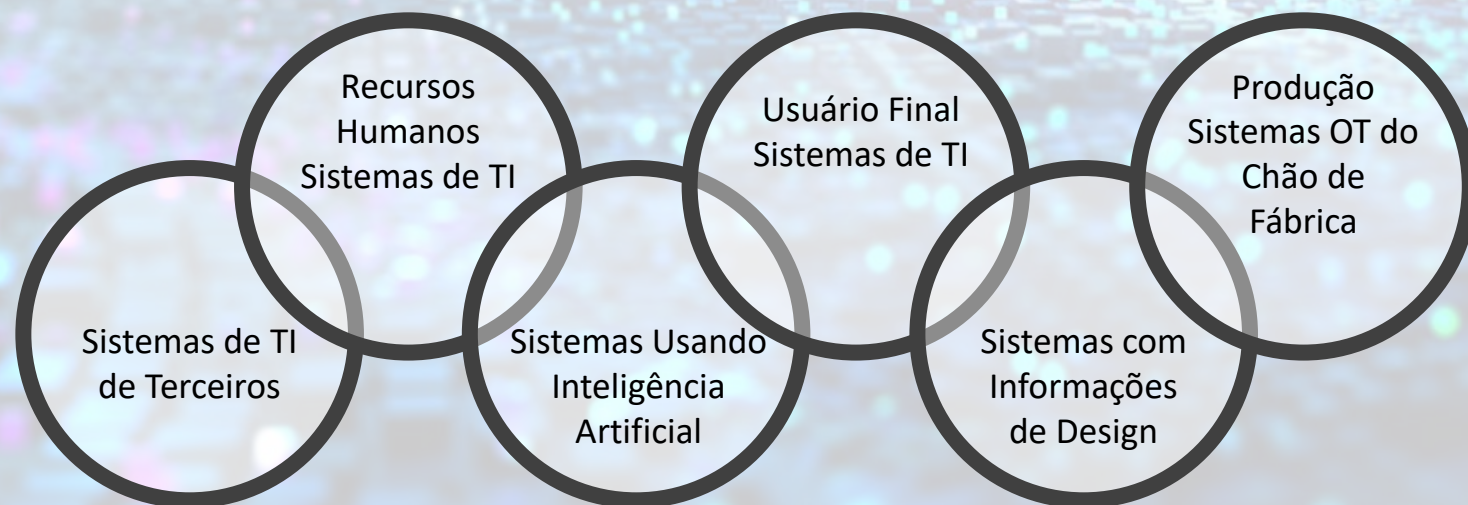 Recursos
Humanos
Sistemas de TI
Usuário Final
Sistemas de TI
Produção
Sistemas OT do
Chão de
Fábrica
Sistemas de TI
de Terceiros
Sistemas Usando
Inteligência
Artificial
Sistemas com
Informações
de Design